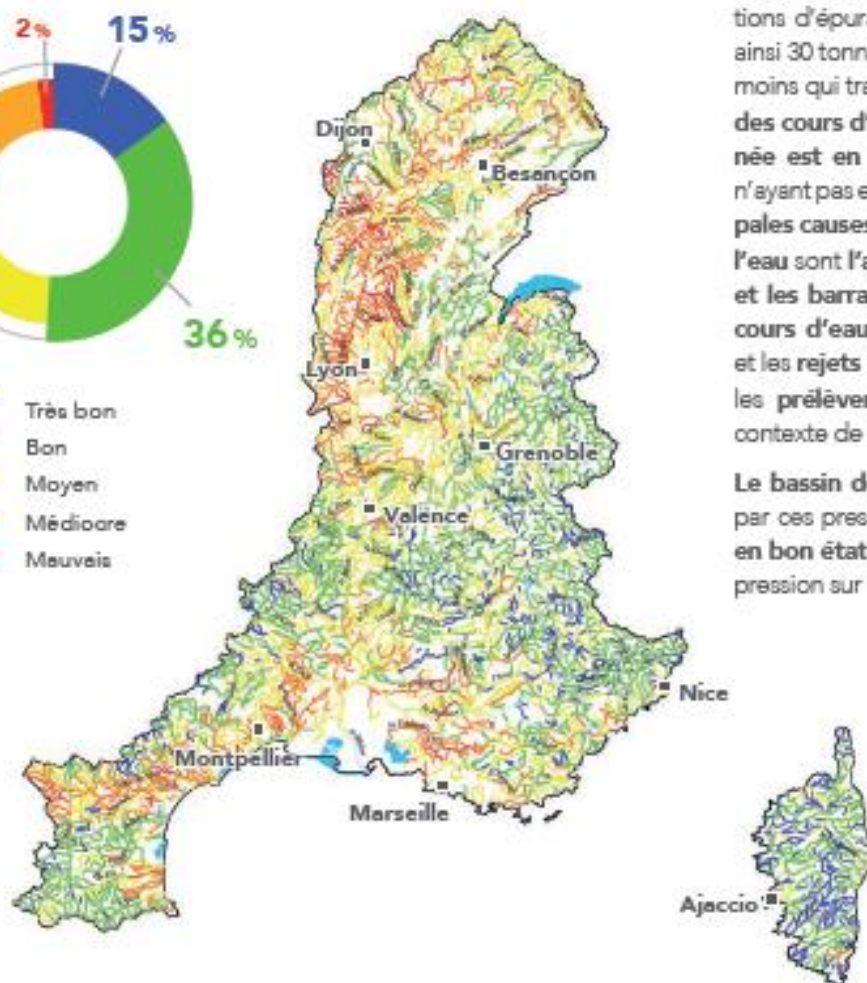 2%
15%
36%
Très bon
Bon
Moyen
Médiocre
Mauvais
Dijon
Besançon
Lyon
Grenoble
Valence
Nice
Montpellier
Marseille
Ajaccio
tions d'épur
ainsi 30 tonn
moins qui tra
des cours d'
née est en
n'ayant pas e
pales causes
l'eau sont l'a
et les barra
cours d'eau
et les rejets
les prélèver
contexte de
Le bassin de
par ces pres
en bon état
pression sur